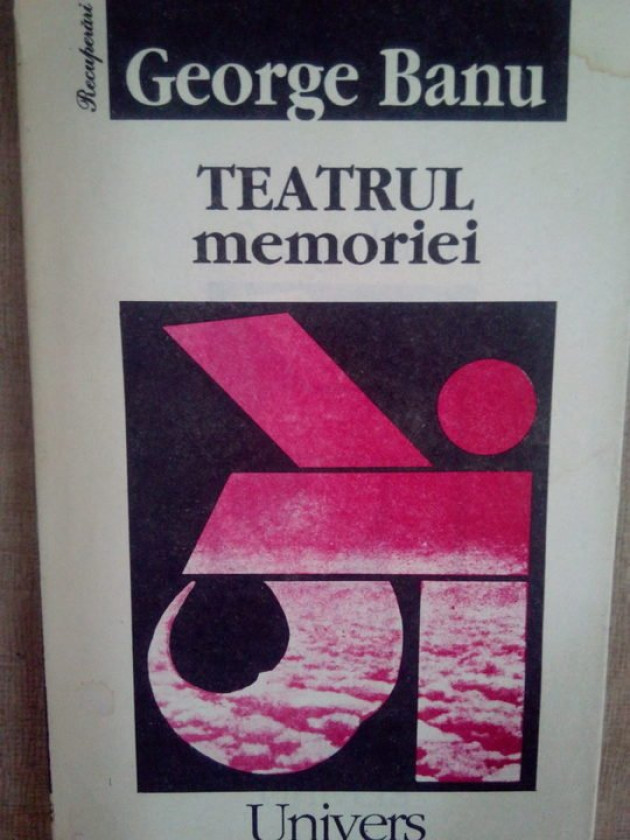 Recuperări
George Banu
TEATRUL
memoriei
Univers